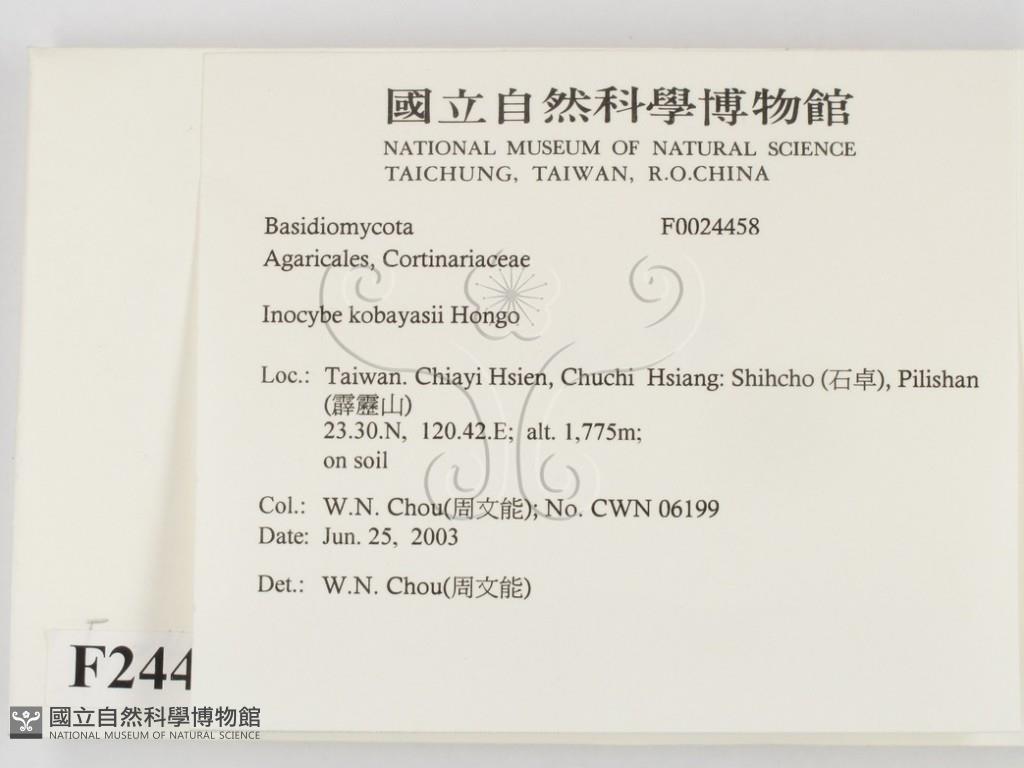 國立自然科學博物館
NATIONAL MUSEUM OF NATURAL SCIENCE
TAICHUNG, TAIWAN, R.O.CHINA
Basidiomycota F0024458
Agaricales, Cortinariaceae
Inocybe kobayasii Hongo
Loc.: Taiwan. Chiayi Hsien, Chuchi Hsiang: Shihcho (石卓), Pilishan
(霹靂山)
23.30.N, 120.42.E; alt. 1,775m;
on soil
Col.: W.N. Chou(周文能); No. CWN 06199
Date: Jun. 25, 2003
Det.: W.N. Chou(周文能)
F244
國立自然科學博物館
NATIONAL MUSEUM OF NATURAL SCIENCE